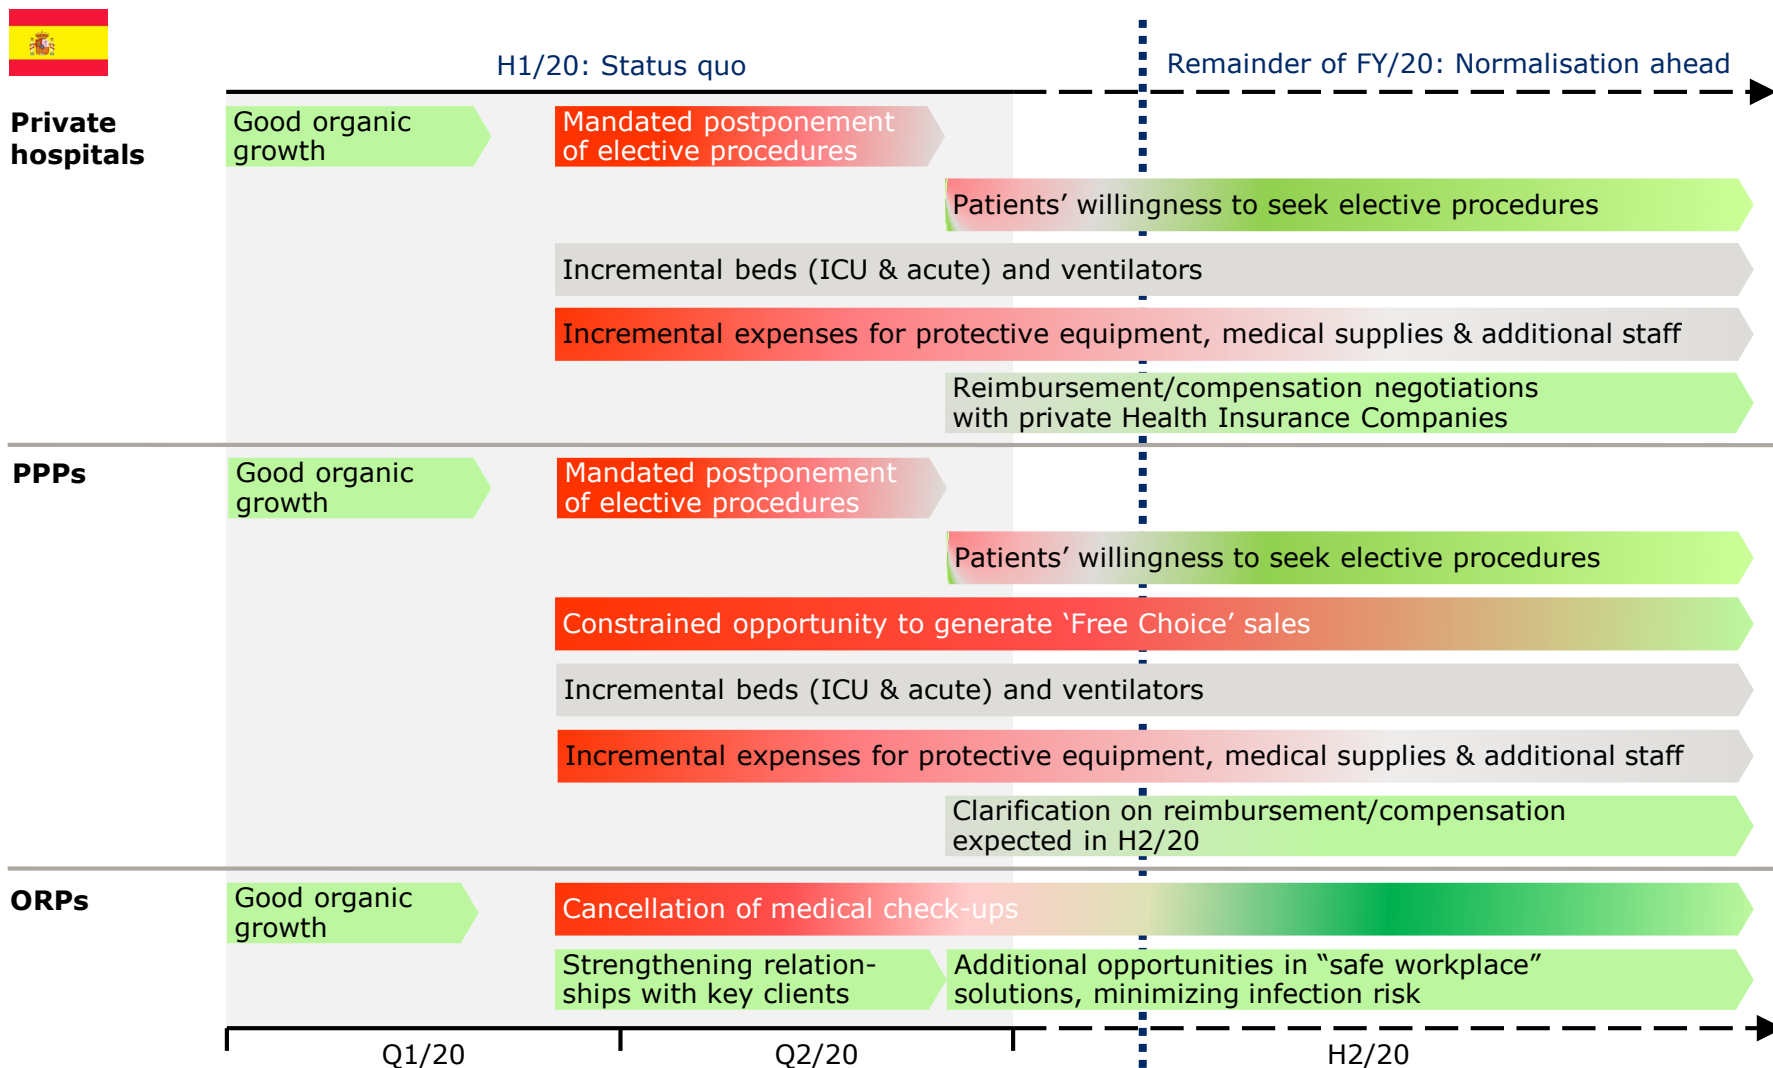 H1/20: Status quo
Remainder of FY/20: Normalisation ahead
Private
hospitals
Good organic
growth
Mandated postponement
of elective procedures
Patients’ willingness to seek elective procedures
Incremental beds (ICU & acute) and ventilators
Incremental expenses for protective equipment, medical supplies & additional staff
Reimbursement/compensation negotiations
with private Health Insurance Companies
PPPs
Good organic
growth
Mandated postponement
of elective procedures
Patients’ willingness to seek elective procedures
Constrained opportunity to generate ‘Free Choice’ sales
Incremental beds (ICU & acute) and ventilators
Incremental expenses for protective equipment, medical supplies & additional staff
Clarification on reimbursement/compensation
expected in H2/20
ORPs
Good organic
growth
Cancellation of medical check-ups
Strengthening relation-
ships with key clients
Additional opportunities in “safe workplace”
solutions, minimizing infection risk
Q1/20
Q2/20
H2/20